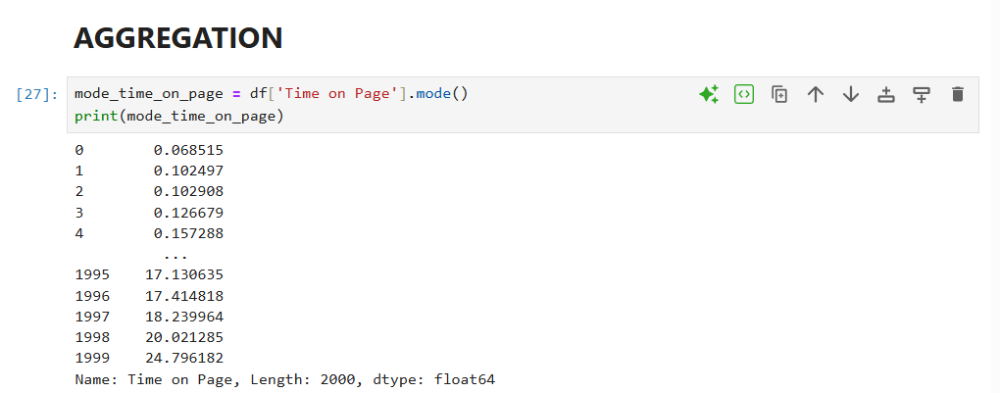 AGGREGATION
[27]: mode_time_on_page = df['Time on Page'].mode()
print(mode_time_on_page)
0        0.068515
1        0.102497
2        0.102908
3        0.126679
4        0.157288
          ...
1995    17.130635
1996    17.414818
1997    18.239964
1998    20.021285
1999    24.796182
Name: Time on Page, Length: 2000, dtype: float64